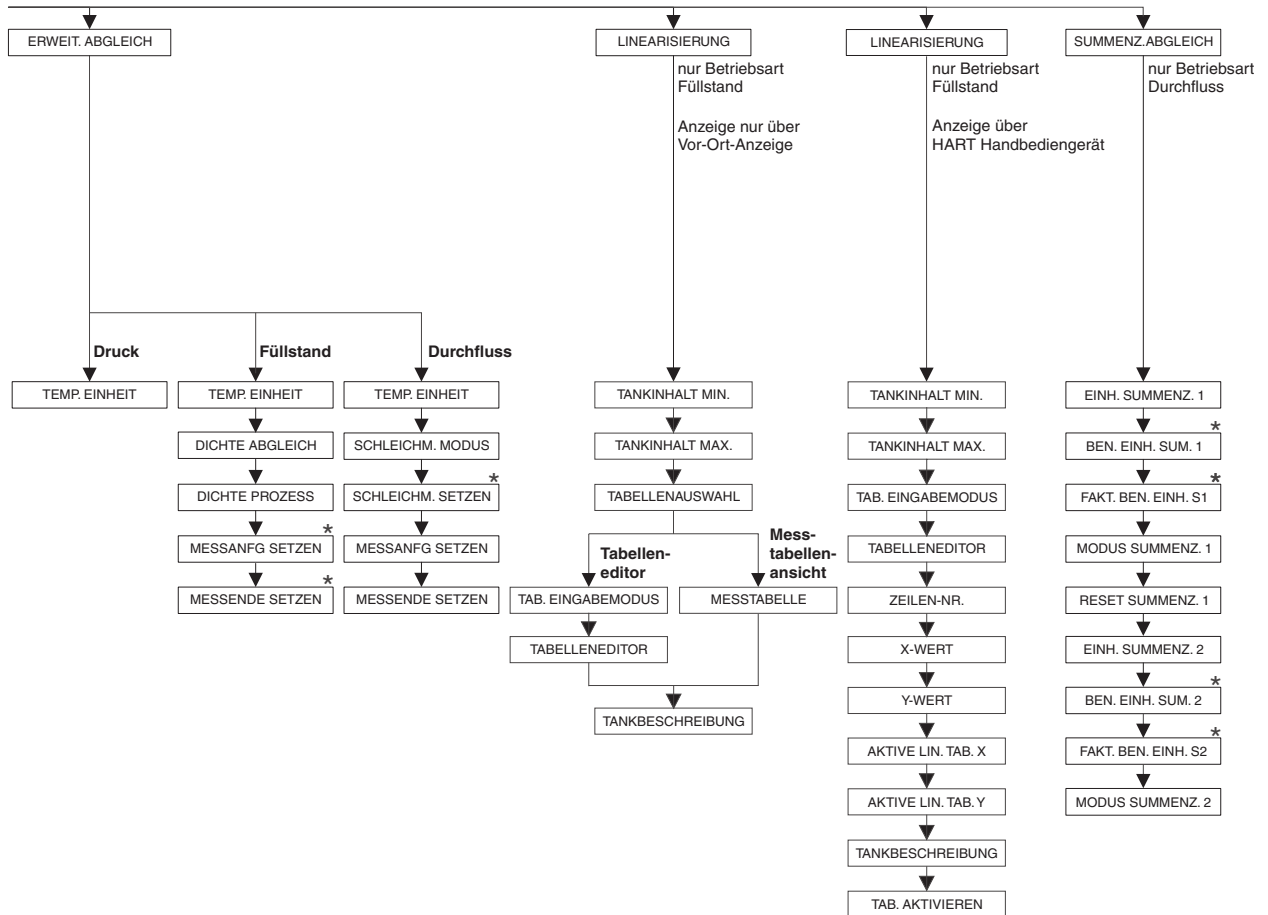 ERWEIT. ABGLEICH
Druck
TEMP. EINHEIT
Füllstand
TEMP. EINHEIT
DICHTE ABGLEICH
DICHTE PROZESS
*
MESSANFG SETZEN
*
MESSENDE SETZEN
Durchfluss
TEMP. EINHEIT
SCHLEICHM. MODUS
*
SCHLEICHM. SETZEN
MESSANFG SETZEN
MESSENDE SETZEN
LINEARISIERUNG
nur Betriebsart
Füllstand
Anzeige nur über
Vor-Ort-Anzeige
TANKINHALT MIN.
TANKINHALT MAX.
TABELLENAUSWAHL
Tabellen-
editor
TAB. EINGABEMODUS
TABELLENEDITOR
Mess-
tabellen-
ansicht
MESSTABELLE
TANKBESCHREIBUNG
LINEARISIERUNG
nur Betriebsart
Füllstand
Anzeige über
HART Handbediengerät
TANKINHALT MIN.
TANKINHALT MAX.
TAB. EINGABEMODUS
TABELLENEDITOR
ZEILEN-NR.
X-WERT
Y-WERT
AKTIVE LIN. TAB. X
AKTIVE LIN. TAB. Y
TANKBESCHREIBUNG
TAB. AKTIVIEREN
SUMMENZ.ABGLEICH
nur Betriebsart
Durchfluss
EINH. SUMMENZ. 1
*
BEN. EINH. SUM. 1
*
FAKT. BEN. EINH. S1
MODUS SUMMENZ. 1
RESET SUMMENZ. 1
EINH. SUMMENZ. 2
*
BEN. EINH. SUM. 2
*
FAKT. BEN. EINH. S2
MODUS SUMMENZ. 2